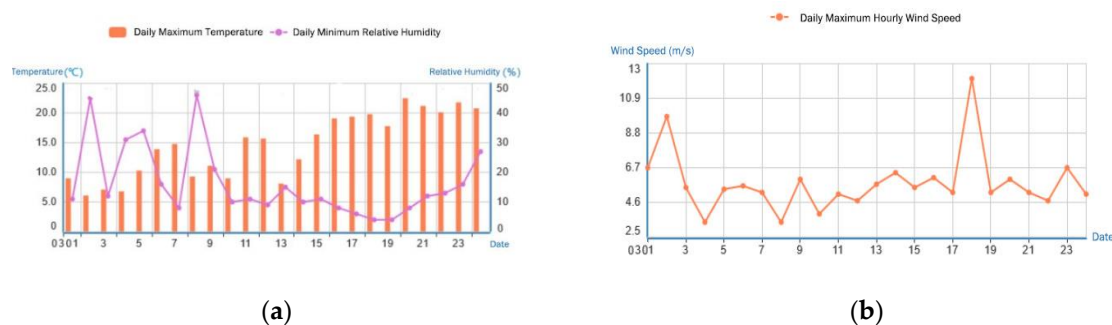 Daily Maximum Temperature Daily Minimum Relative Humidity
Temperature(℃) Relative Humidity (%)
25.0 50
20.0 40
15.0 30
10.0 20
5.0 10
0 0
0301 3 5 7 9 11 13 15 17 19 21 23 Date
(a)
Daily Maximum Hourly Wind Speed
Wind Speed (m/s)
13
10.9
8.8
6.7
4.6
2.5
0301 3 5 7 9 11 13 15 17 19 21 23 Date
(b)